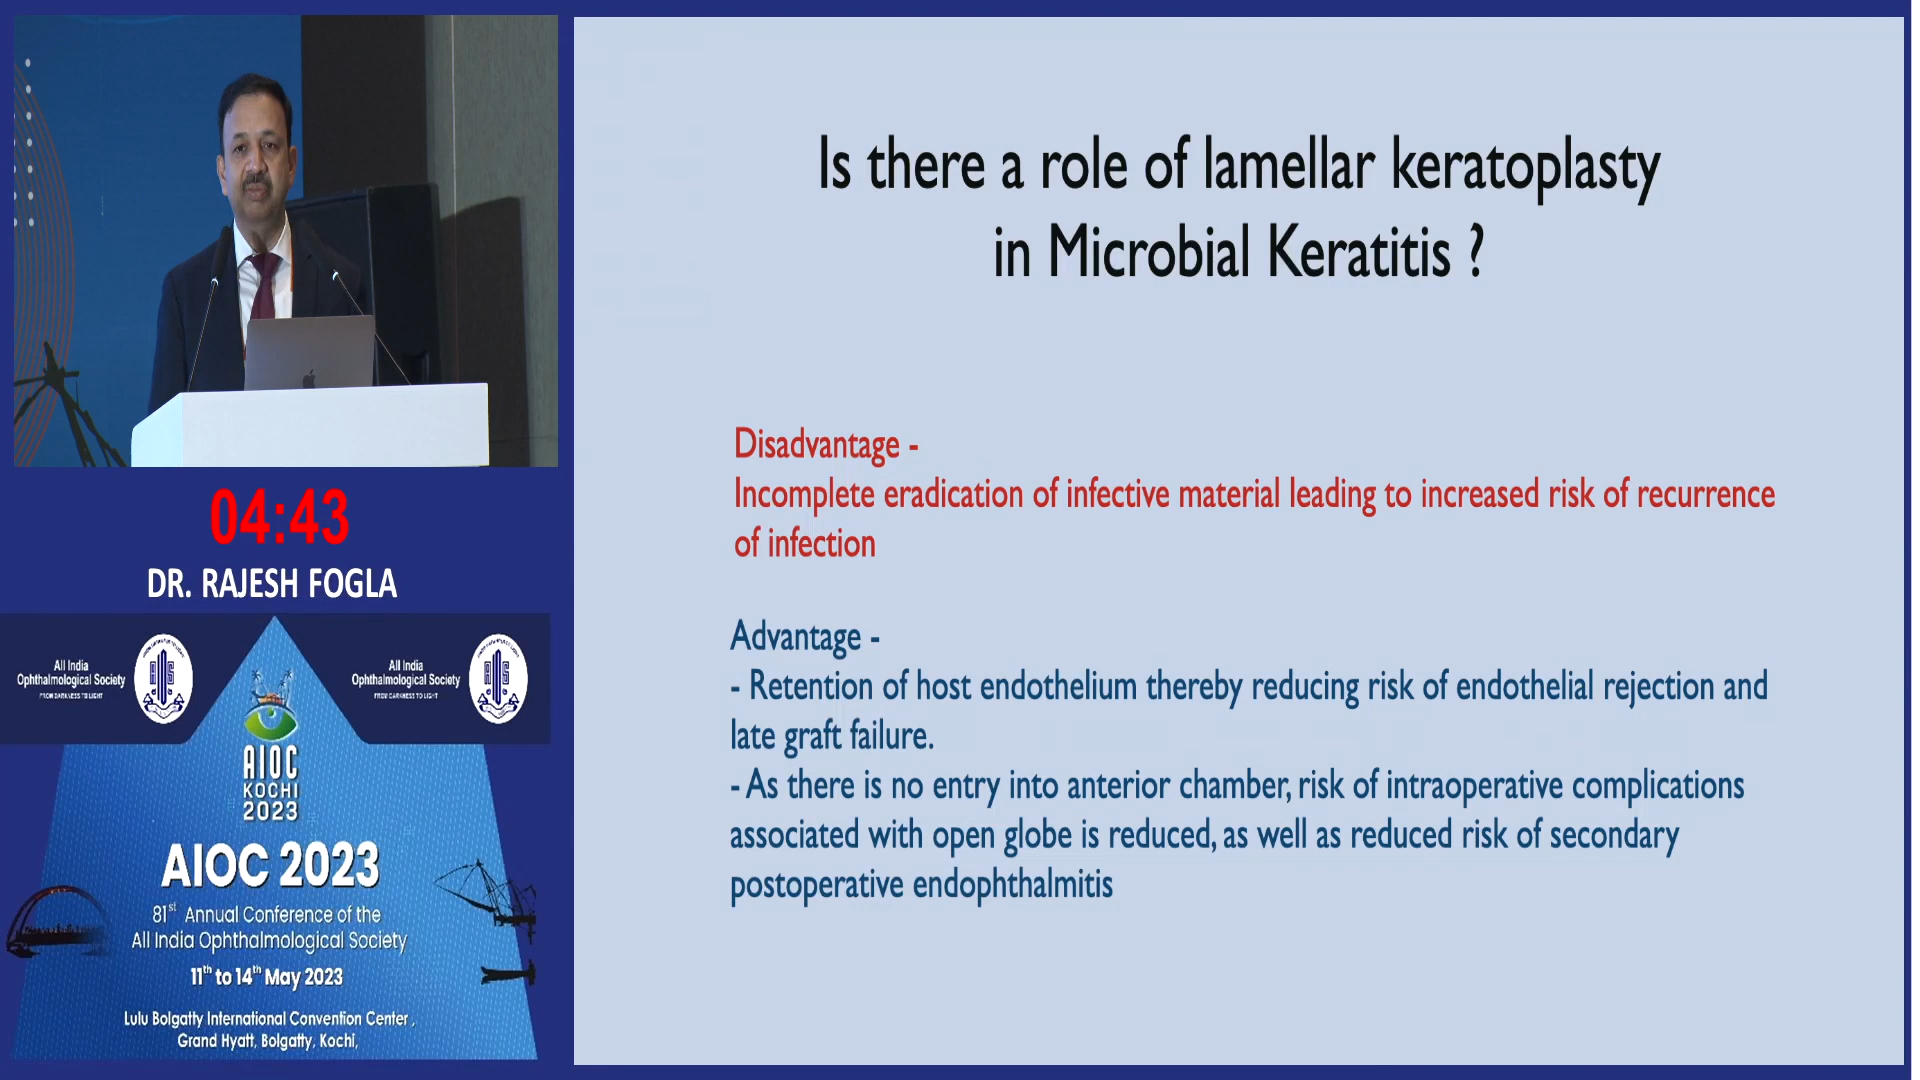 Is there a role of lamellar keratoplasty
in Microbial Keratitis ?
Disadvantage -
Incomplete eradication of infective material leading to increased risk of recurrence
of infection
Advantage -
- Retention of host endothelium thereby reducing risk of endothelial rejection and
late graft failure.
- As there is no entry into anterior chamber, risk of intraoperative complications
associated with open globe is reduced, as well as reduced risk of secondary
postoperative endophthalmitis
04:43
DR. RAJESH FOGLA
All India
Ophthalmological Society
FROM DARKNESS TO LIGHT
All India
Ophthalmological Society
FROM DARKNESS TO LIGHT
AIOC
KOCHI
2023
AIOC 2023
81st Annual Conference of the
All India Ophthalmological Society
11th to 14th May 2023
Lulu Bolgatty International Convention Center ,
Grand Hyatt, Bolgatty, Kochi,